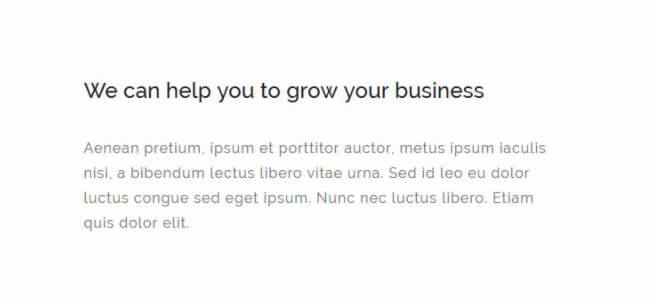 We can help you to grow your business
Aenean pretium, ipsum et porttitor auctor, metus ipsum iaculis
nisi, a bibendum lectus libero vitae urna. Sed id leo eu dolor
luctus congue sed eget ipsum. Nunc nec luctus libero. Etiam
quis dolor elit.